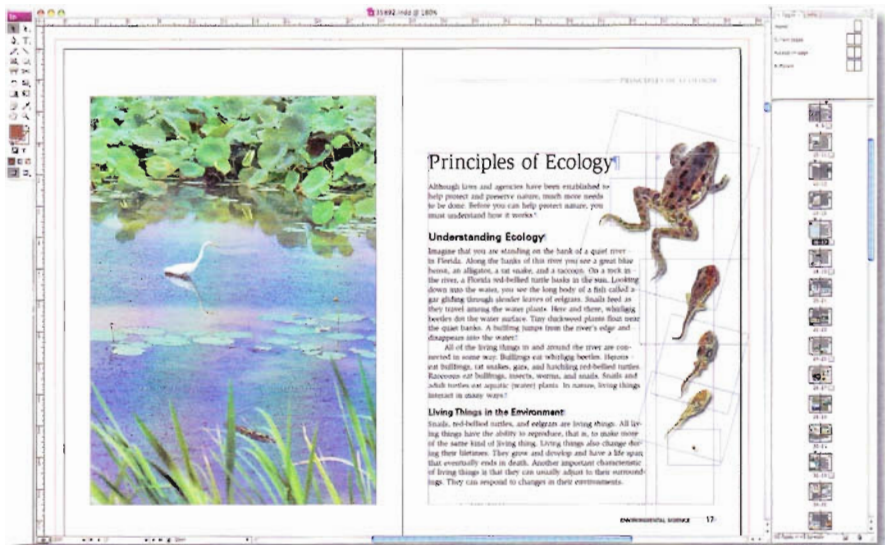 35692.indd @ 100%
PRINCIPLES OF ECOLOGY
Principles of Ecology
Although laws and agencies have been established to
help protect and preserve nature, much more needs
to be done. Before you can help protect nature, you
must understand how it works.
Understanding Ecology
Imagine that you are standing on the bank of a quiet river
in Florida. Along the banks of this river you see a great blue
heron, an alligator, a rat snake, and a raccoon. On a rock in
the river, a Florida red-bellied turtle basks in the sun. Looking
down into the water, you see the long body of a fish called a
gar gliding through slender leaves of eelgrass. Snails feed as
they travel among the water plants. Here and there, whirligig
beetles dot the water surface. Tiny duckweed plants float near
the quiet banks. A bullfrog jumps from the river's edge and
disappears into the water.
All of the living things in and around the river are con-
nected in some way. Bullfrogs eat whirligig beetles. Herons
eat bullfrogs, rat snakes, gars, and hatchling red-bellied turtles.
Raccoons eat bullfrogs, insects, worms, and snails. Snails and
adult turtles eat aquatic (water) plants. In nature, living things
interact in many ways.
Living Things in the Environment
Snails, red-bellied turtles, and eelgrass are living things. All liv-
ing things have the ability to reproduce, that is, to make more
of the same kind of living thing. Living things also change dur-
ing their lifetimes. They grow and develop and have a life span
that eventually ends in death. Another important characteristic
of living things is that they can usually adjust to their surround-
ings. They can respond to changes in their environments.
ENVIRONMENTAL SCIENCE 17